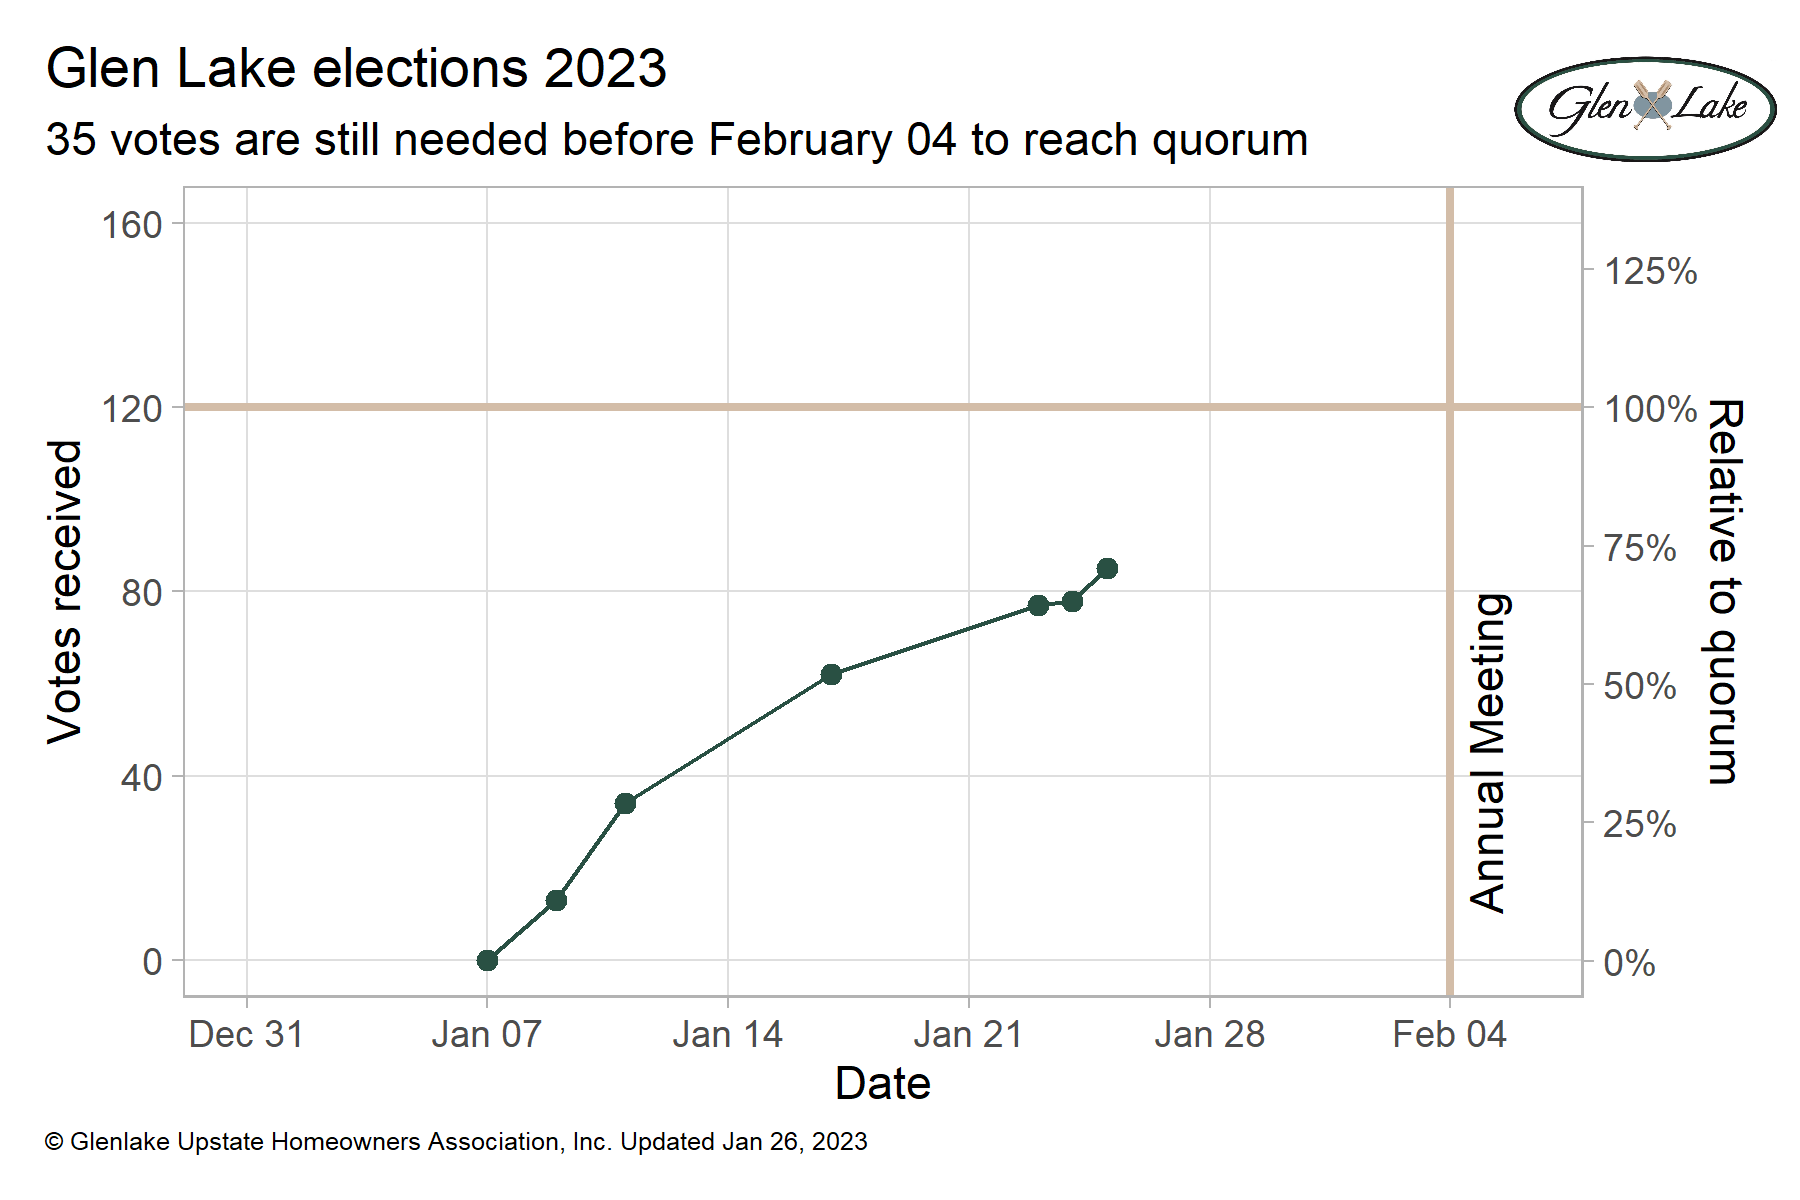 Glen Lake elections 2023
35 votes are still needed before February 04 to reach quorum
Glen Lake
160
120
80
40
0
Votes received
125%
100%
75%
50%
25%
0%
Relative to quorum
Annual Meeting
Dec 31
Jan 07
Jan 14
Jan 21
Jan 28
Feb 04
Date
© Glenlake Upstate Homeowners Association, Inc. Updated Jan 26, 2023